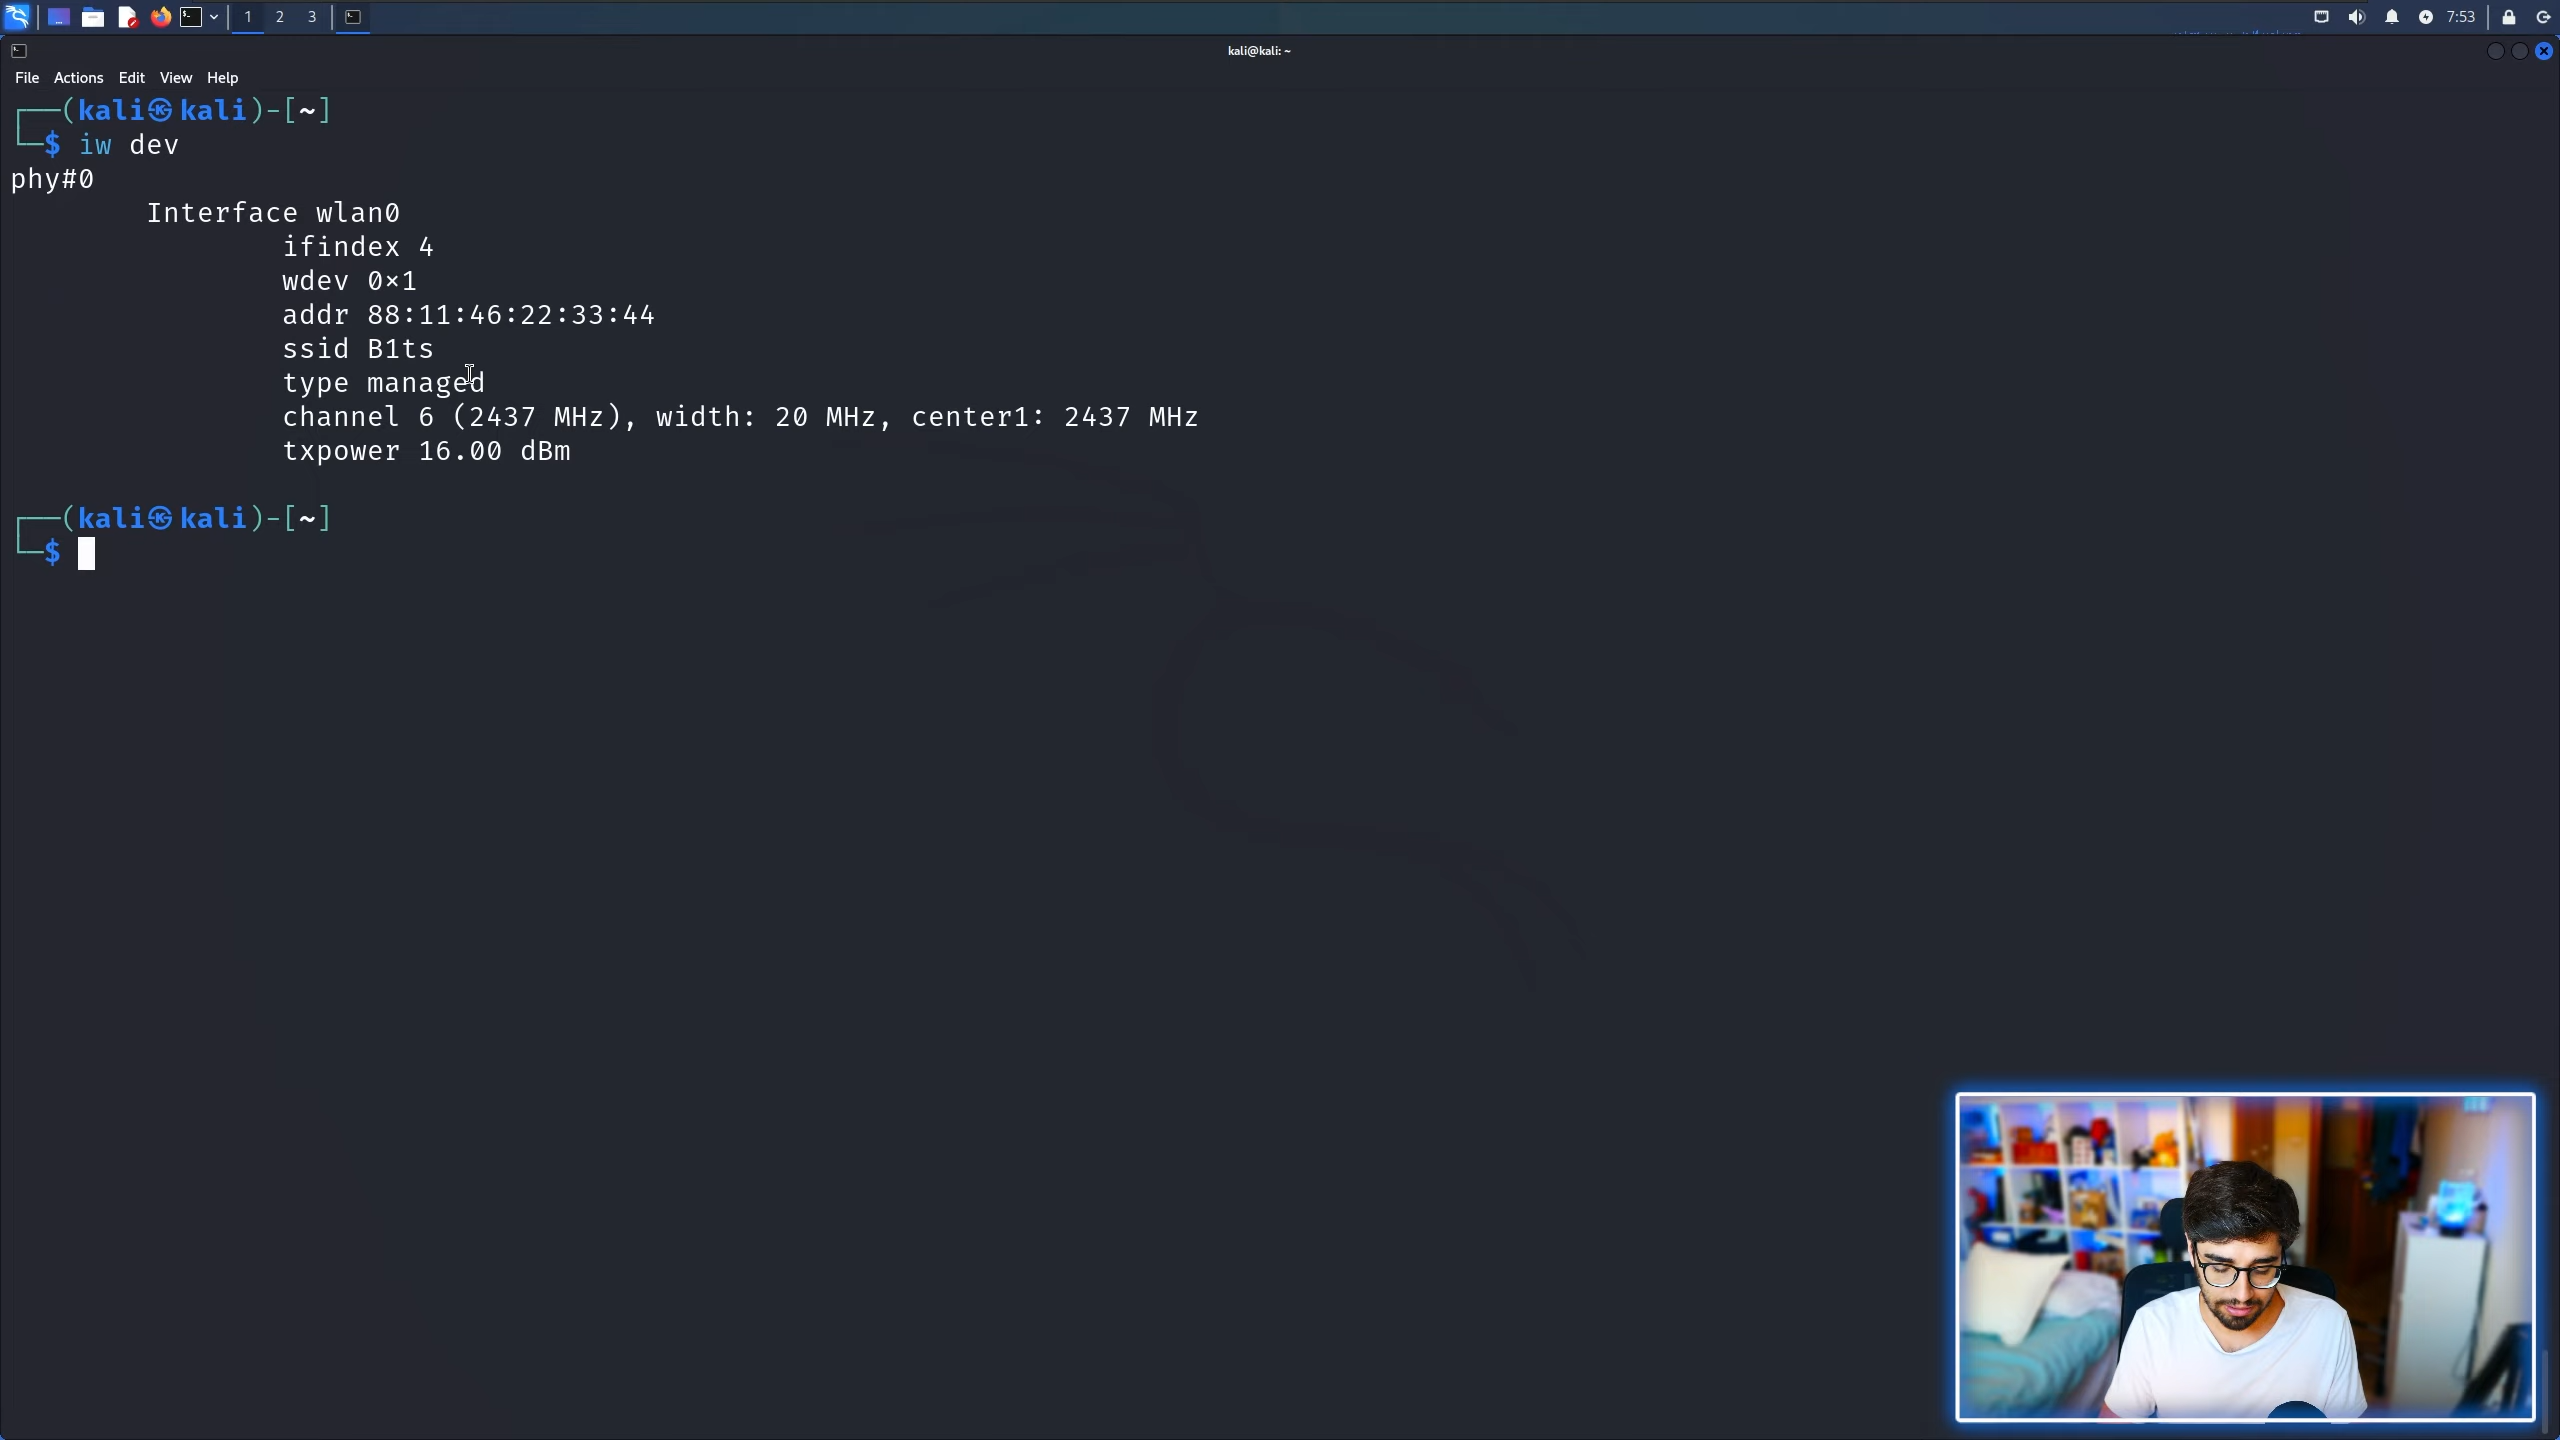 1 2 3 7:53
kali@kali: ~
File Actions Edit View Help
┌──(kali㉿kali)-[~]
└─$ iw dev
phy#0
Interface wlan0
ifindex 4
wdev 0×1
addr 88:11:46:22:33:44
ssid B1ts
type managed
channel 6 (2437 MHz), width: 20 MHz, center1: 2437 MHz
txpower 16.00 dBm
┌──(kali㉿kali)-[~]
└─$